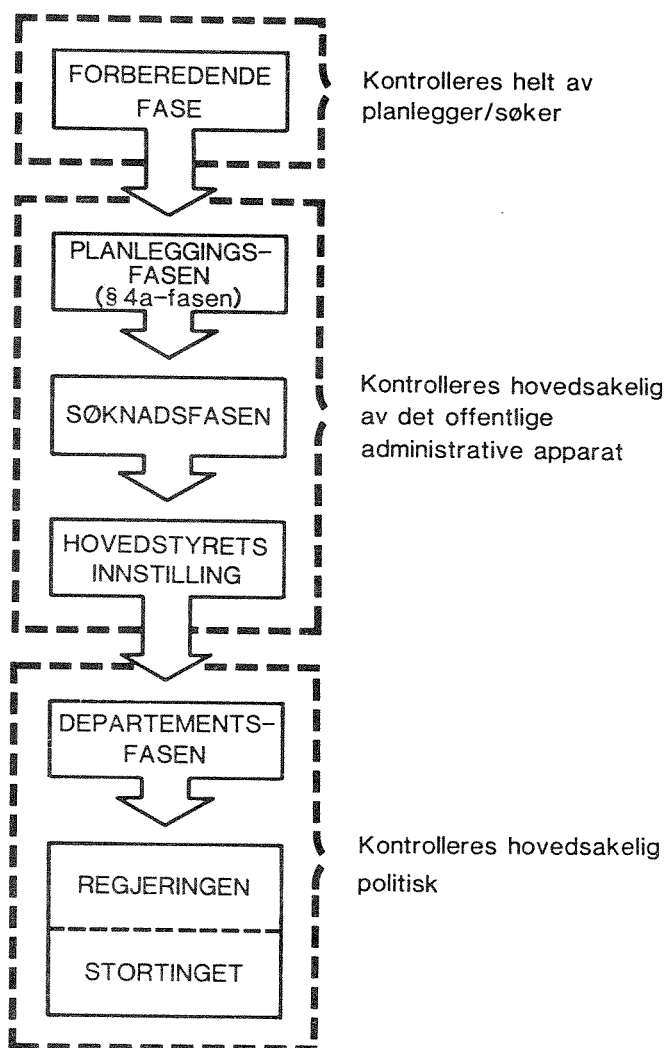 FORBEREDENDE
FASE
Kontrolleres helt av
planlegger/søker
PLANLEGGINGS–
FASEN
(§ 4a–fasen)
SØKNADSFASEN
HOVEDSTYRETS
INNSTILLING
Kontrolleres hovedsakelig
av det offentlige
administrative apparat
DEPARTEMENTS–
FASEN
REGJERINGEN
STORTINGET
Kontrolleres hovedsakelig
politisk